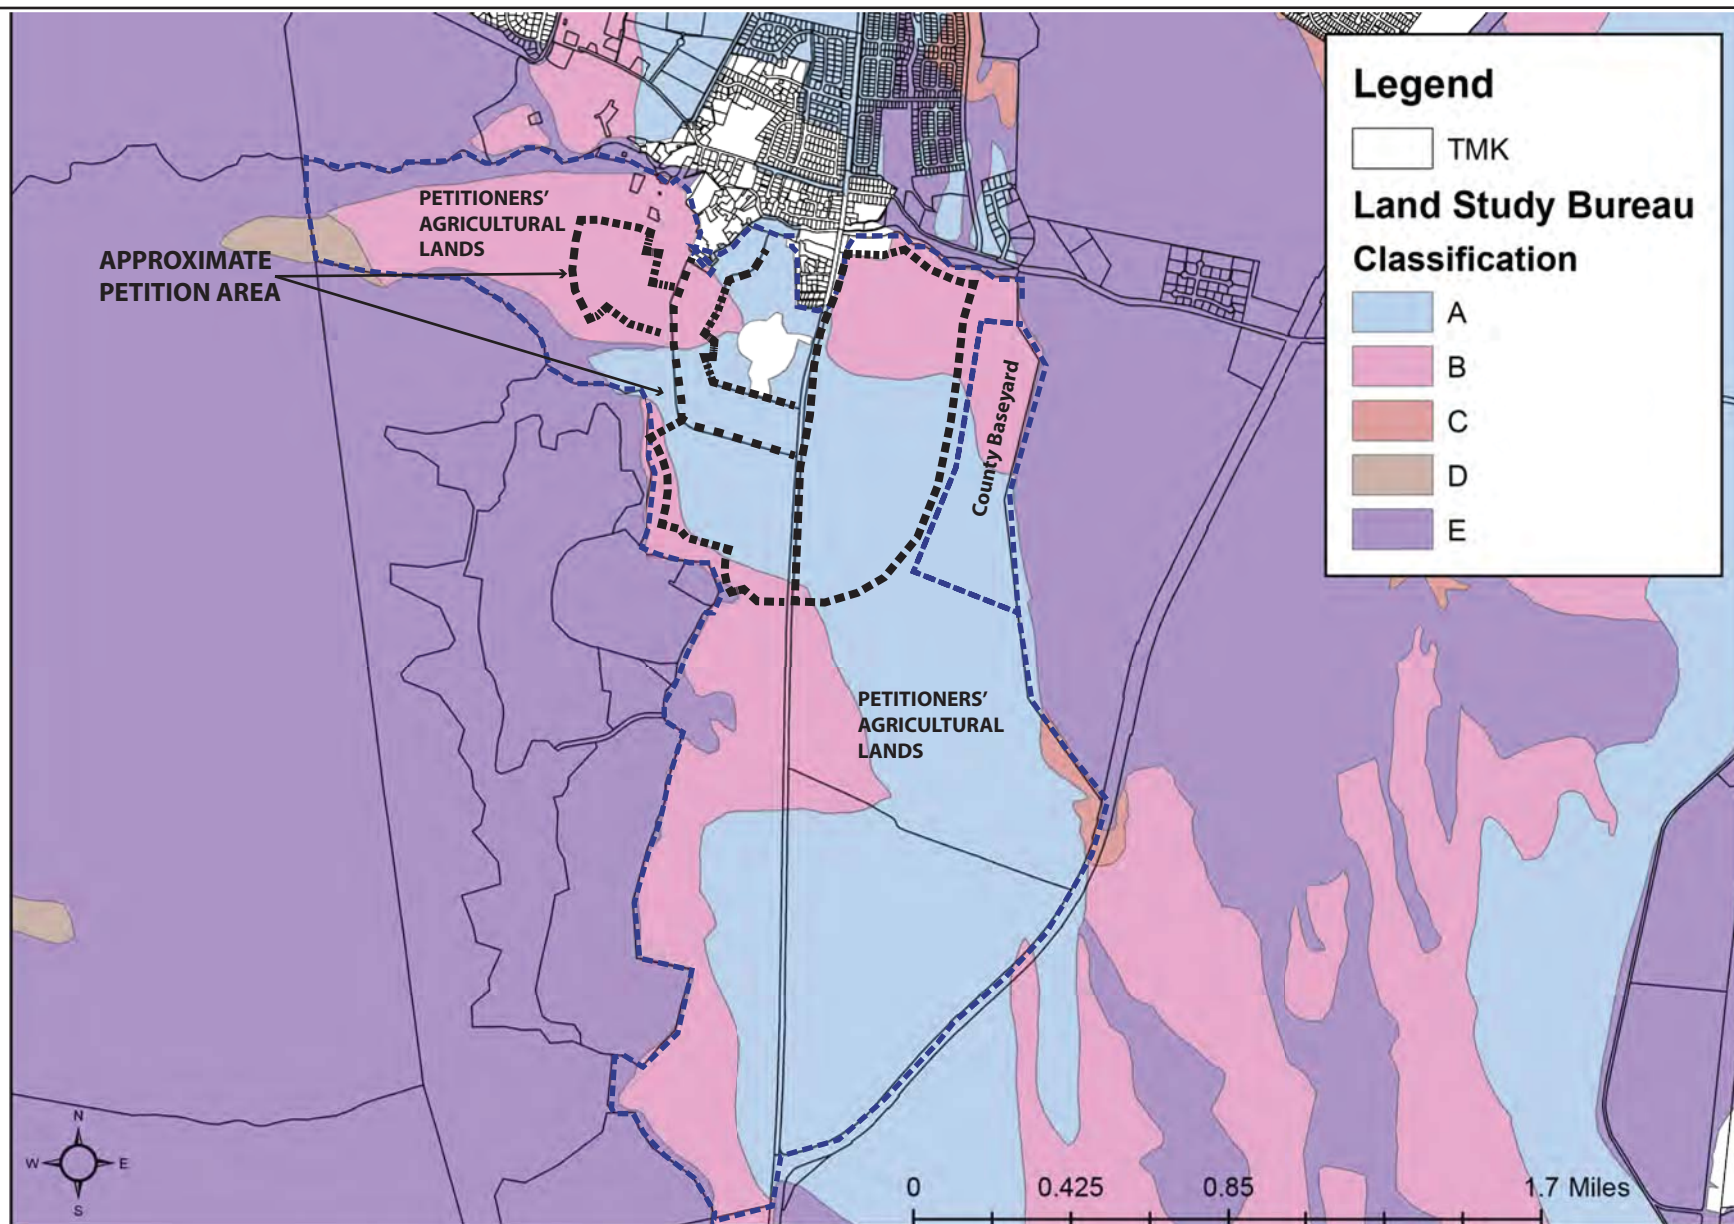 PETITIONERS'
AGRICULTURAL
LANDS
APPROXIMATE
PETITION AREA
County Baseyard
PETITIONERS'
AGRICULTURAL
LANDS
Legend
TMK
Land Study Bureau
Classification
A
B
C
D
E
N
W
E
S
0
0.425
0.85
1.7 Miles